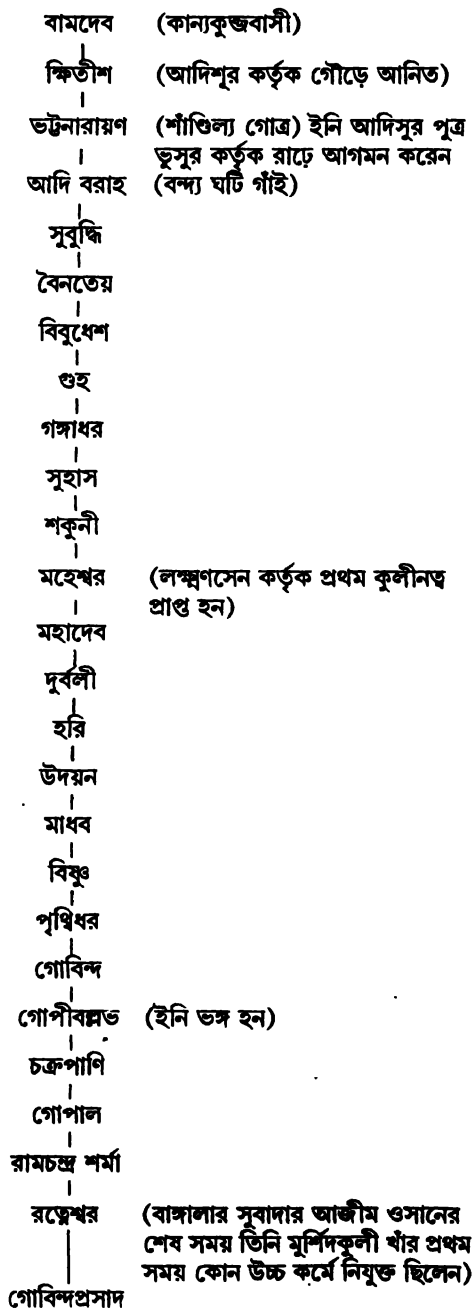 বামদেব (কান্যকুব্জবাসী)
ক্ষিতীশ (আদিশূর কর্তৃক গৌড়ে আনিত)
ভট্টনারায়ণ (শাঁণ্ডিল্য গোত্র) ইনি আদিসুর পুত্র
ভুসুর কর্তৃক রাঢ়ে আগমন করেন
আদি বরাহ (বন্দ্য ঘটি গাঁই)
সুবুদ্ধি
বৈনতেয়
বিবুধেশ
গুহ
গঙ্গাধর
সুহাস
শকুনী
মহেশ্বর (লক্ষ্মণসেন কর্তৃক প্রথম কুলীনত্ব
প্রাপ্ত হন)
মহাদেব
দুর্বলী
হরি
উদয়ন
মাধব
বিষ্ণু
পৃথ্বিধর
গোবিন্দ
গোপীবল্লভ (ইনি ভঙ্গ হন)
চক্রপাণি
গোপাল
রামচন্দ্র শর্মা
রত্নেশ্বর (বাঙ্গালার সুবাদার আজীম ওসানের
শেষ সময় তিনি মুর্শিদকুলী খাঁর প্রথম
সময় কোন উচ্চ কর্মে নিযুক্ত ছিলেন)
গোবিন্দপ্রসাদ